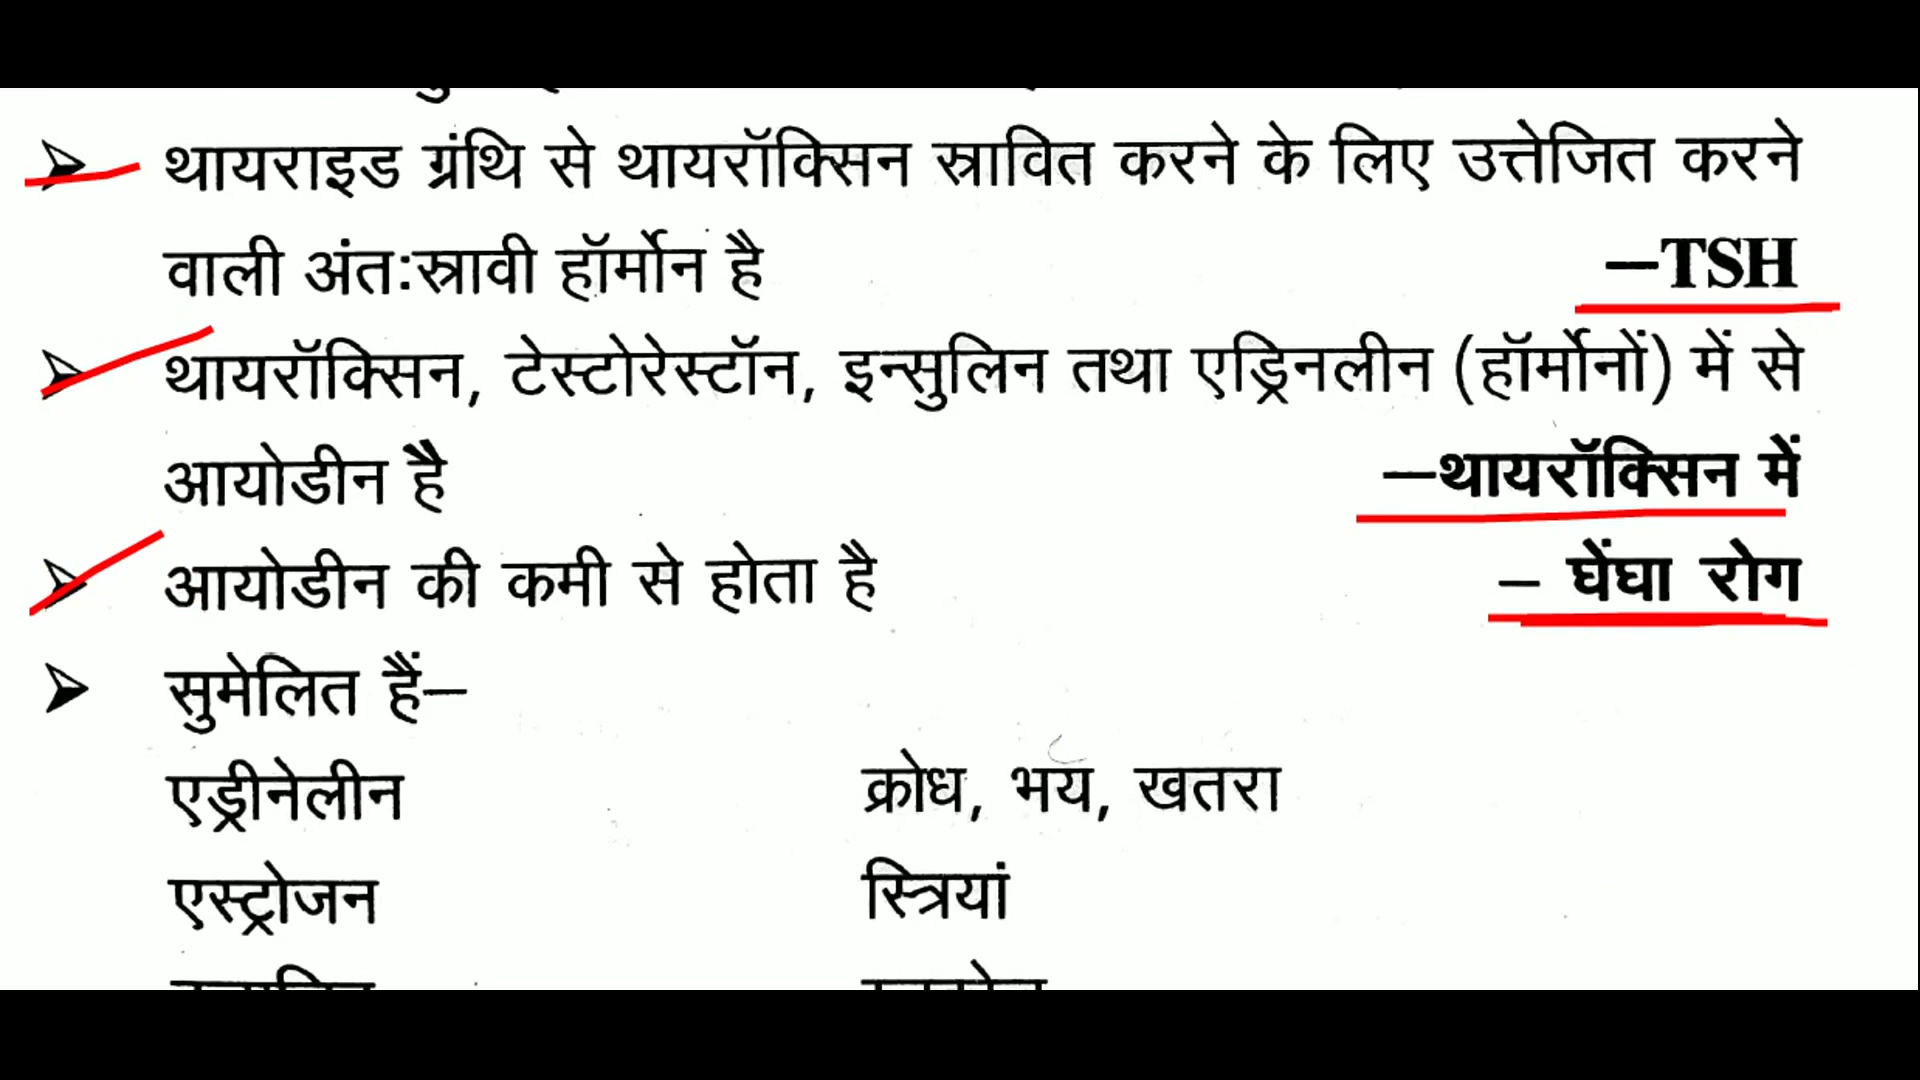 थायराइड ग्रंथि से थायरॉक्सिन स्रावित करने के लिए उत्तेजित करने
वाली अंतःस्रावी हॉर्मोन है –TSH
थायरॉक्सिन, टेस्टोरेस्टॉन, इन्सुलिन तथा एड्रिनलीन (हॉर्मोनों) में से
आयोडीन है –थायरॉक्सिन में
आयोडीन की कमी से होता है – घेंघा रोग
सुमेलित हैं–
एड्रीनेलीन क्रोध, भय, खतरा
एस्ट्रोजन स्त्रियां